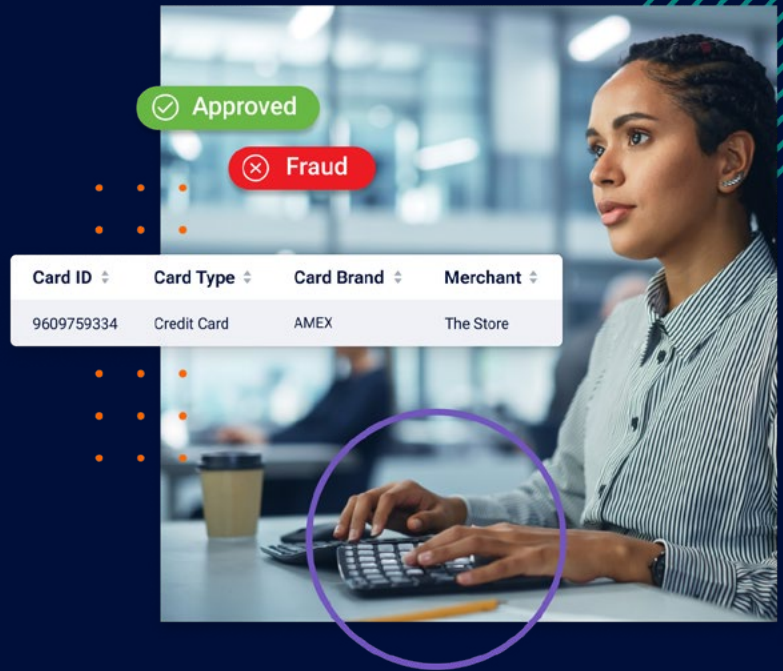 Approved
Fraud
Card ID Card Type Card Brand Merchant
9609759334 Credit Card AMEX The Store